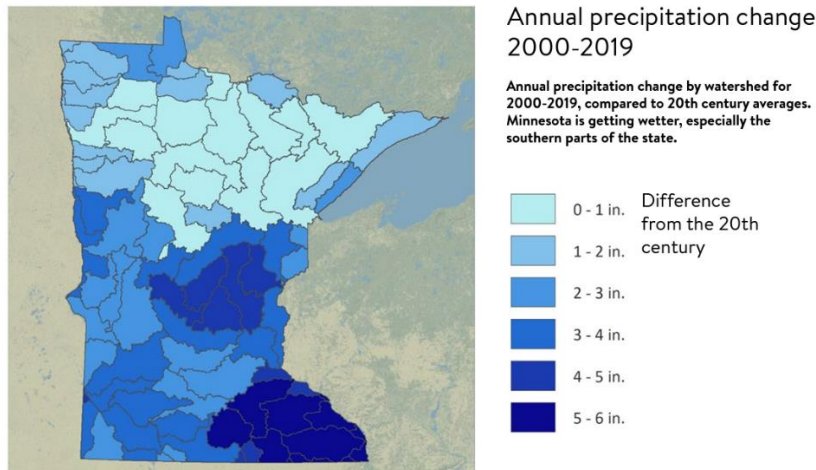 Annual precipitation change
2000-2019
Annual precipitation change by watershed for
2000-2019, compared to 20th century averages.
Minnesota is getting wetter, especially the
southern parts of the state.
0 - 1 in.
1 - 2 in.
2 - 3 in.
3 - 4 in.
4 - 5 in.
5 - 6 in.
Difference
from the 20th
century